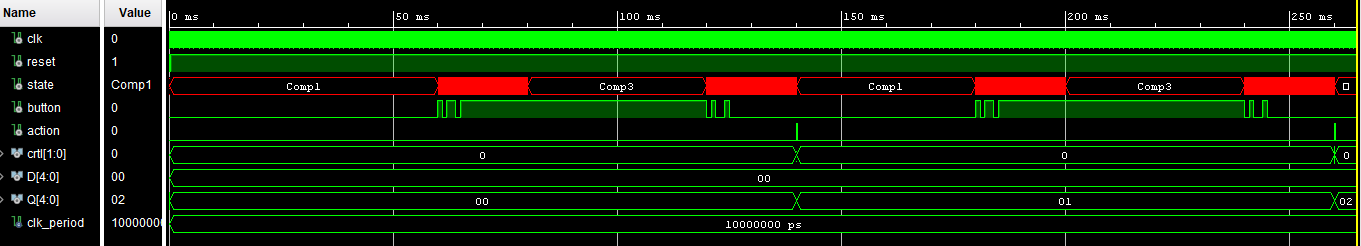 Name Value 0 ms 50 ms 100 ms 150 ms 200 ms 250 ms
clk 0
reset 1
state Comp1 Comp1 Comp3 Comp1 Comp3
button 0
action 0
crtl[1:0] 0 0 0 0
D[4:0] 00 00
Q[4:0] 02 00 01 02
clk_period 10000000 10000000 ps